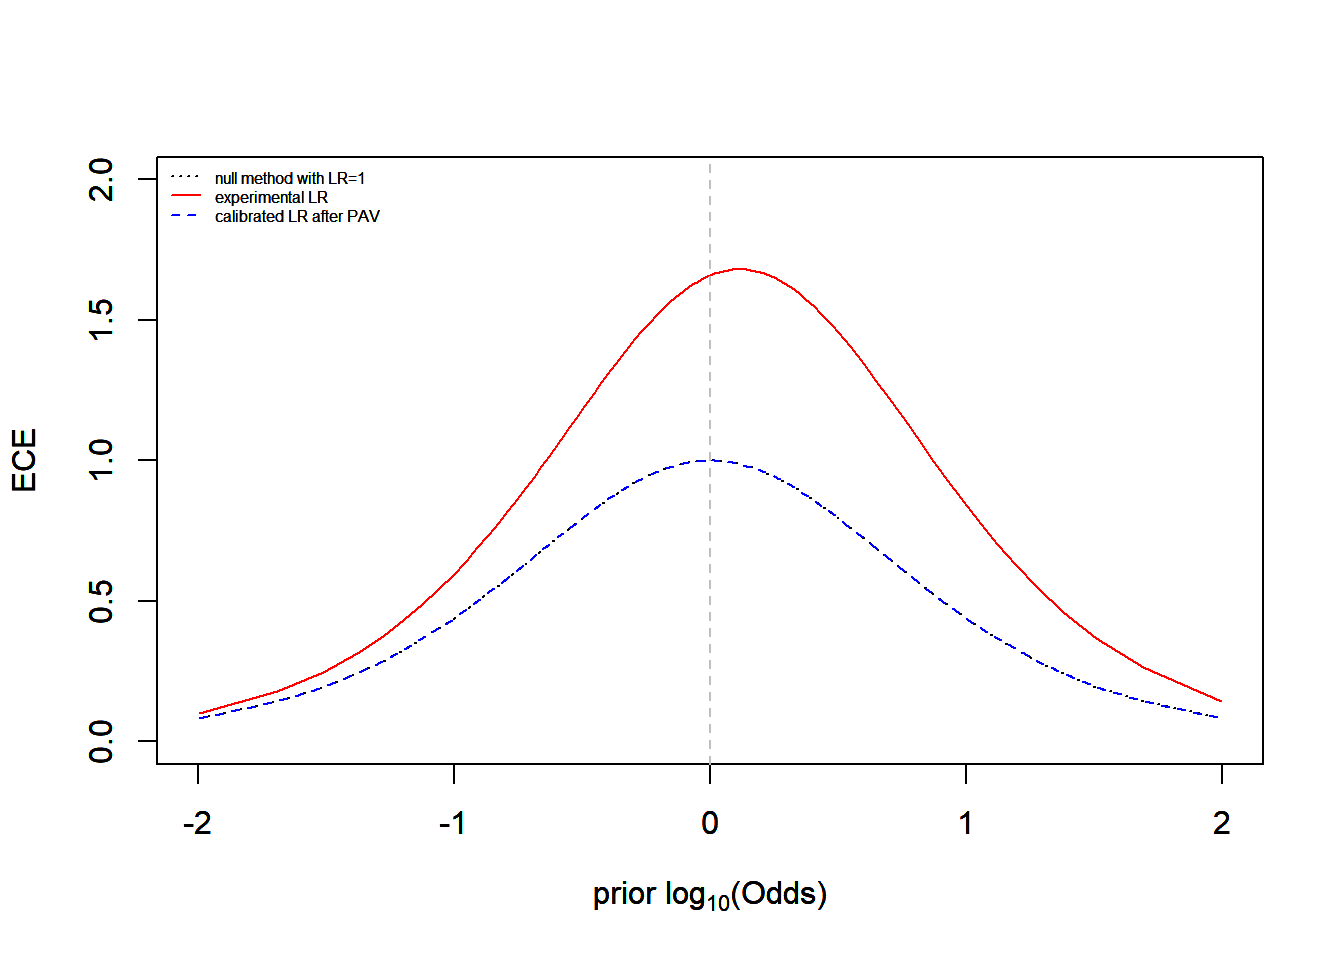 null method with LR=1
experimental LR
calibrated LR after PAV
2.0
1.5
1.0
0.5
0.0
ECE
-2 -1 0 1 2
prior log10(Odds)